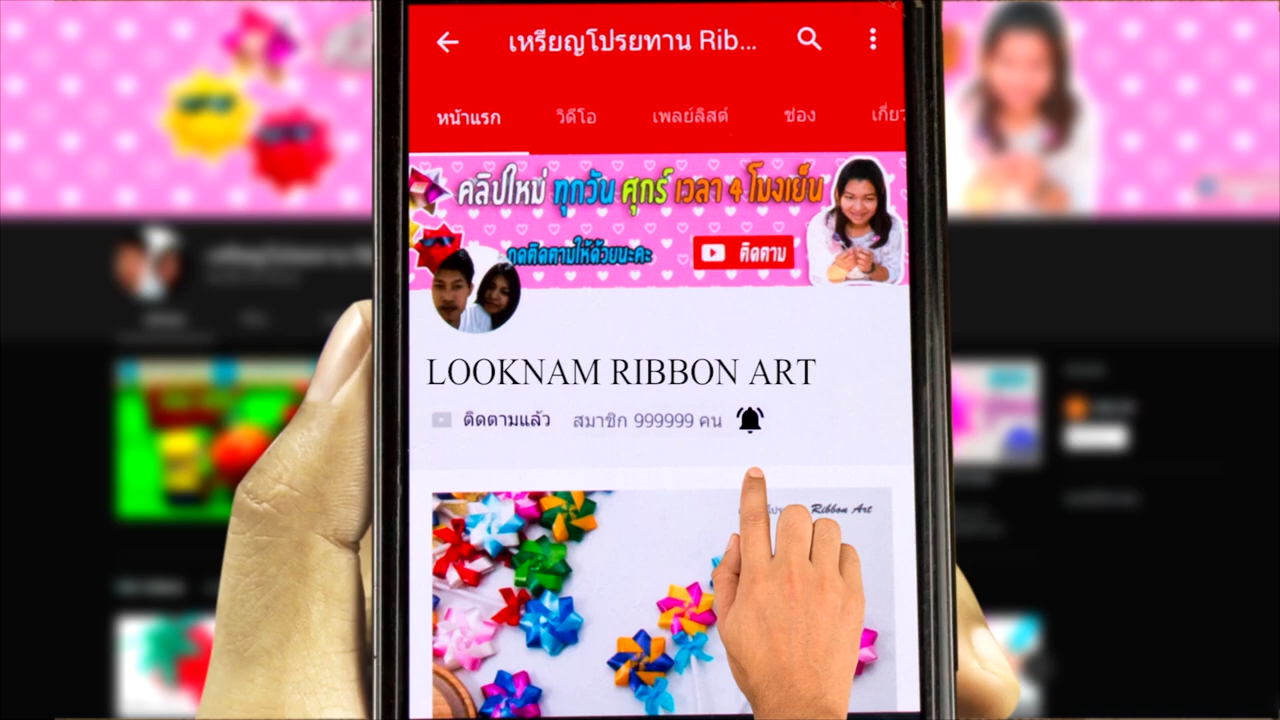 เหรียญโปรยทาน Rib...
หน้าแรก วิดีโอ เพลย์ลิสต์ ช่อง เกี่ยว
คลิปใหม่ ทุกวัน ศุกร์ เวลา 4 โมงเย็น
กดติดตามให้ด้วยนะคะ
ติดตาม
LOOKNAM RIBBON ART
ติดตามแล้ว สมาชิก 999999 คน
Ribbon Art